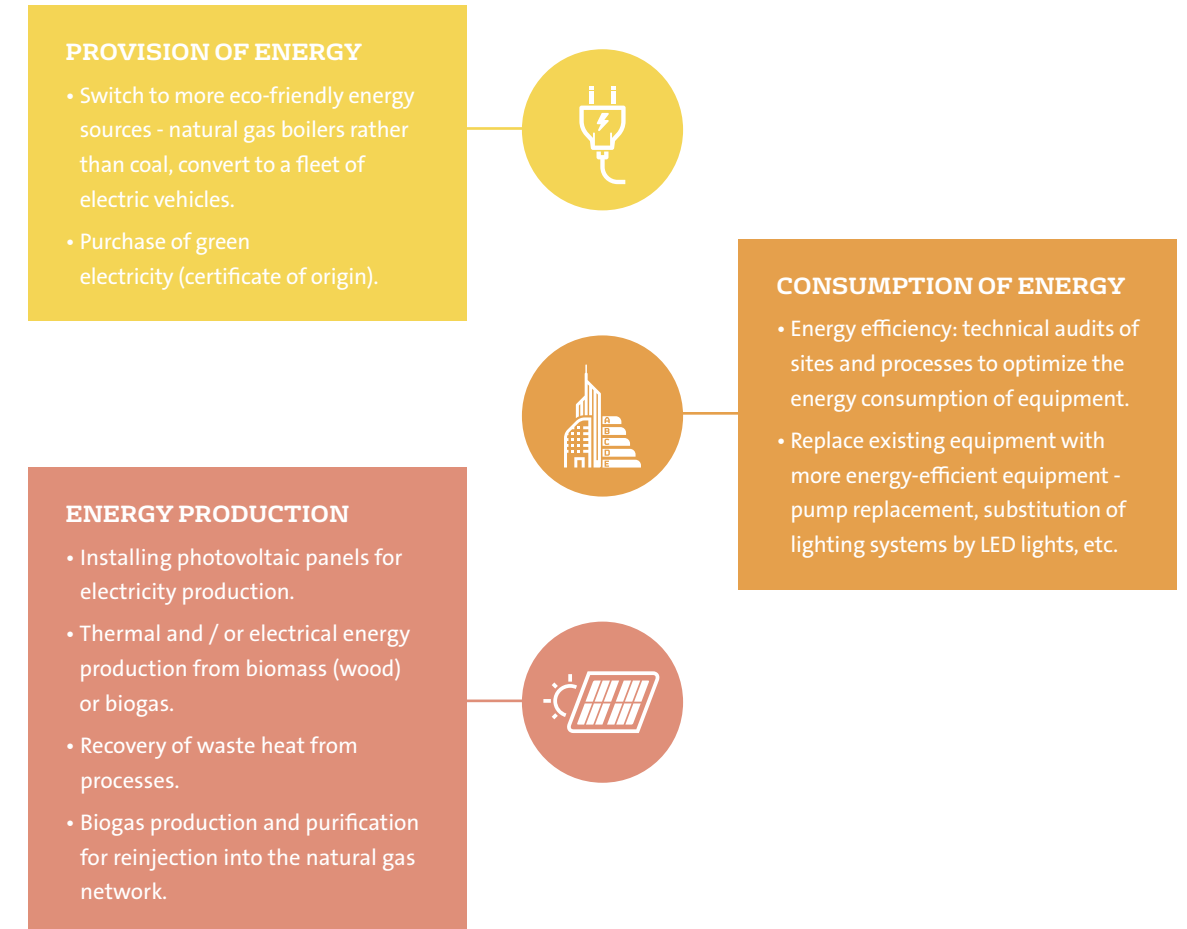 PROVISION OF ENERGY
• Switch to more eco-friendly energy
sources - natural gas boilers rather
than coal, convert to a fleet of
electric vehicles.
• Purchase of green
electricity (certificate of origin).
CONSUMPTION OF ENERGY
• Energy efficiency: technical audits of
sites and processes to optimize the
energy consumption of equipment.
• Replace existing equipment with
more energy-efficient equipment -
pump replacement, substitution of
lighting systems by LED lights, etc.
A
B
C
D
E
ENERGY PRODUCTION
• Installing photovoltaic panels for
electricity production.
• Thermal and / or electrical energy
production from biomass (wood)
or biogas.
• Recovery of waste heat from
processes.
• Biogas production and purification
for reinjection into the natural gas
network.